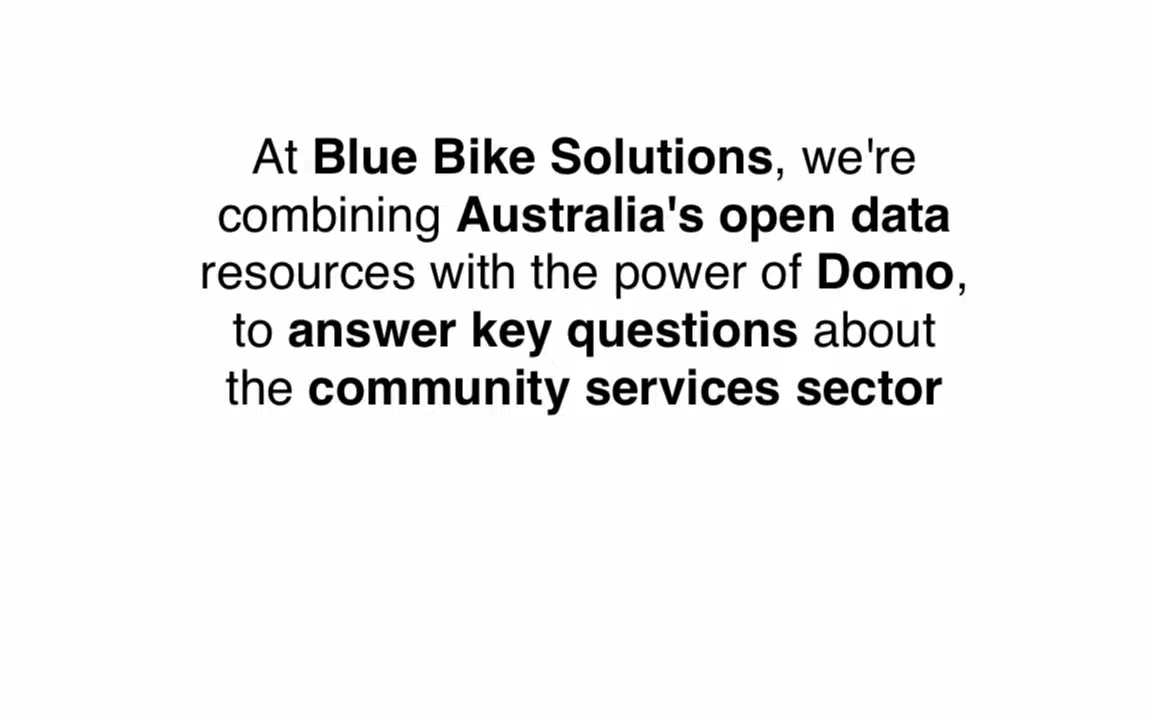 At Blue Bike Solutions, we're
combining Australia's open data
resources with the power of Domo,
to answer key questions about
the community services sector